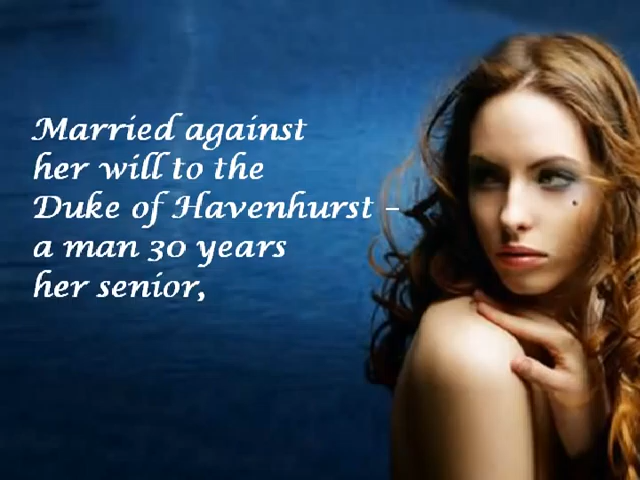 Married against
her will to the
Duke of Havenhurst –
a man 30 years
her senior,